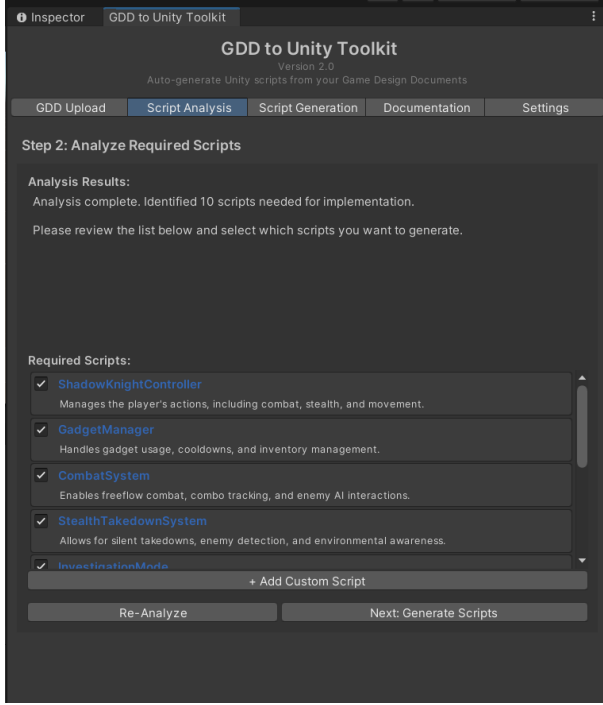 Inspector
GDD to Unity Toolkit
GDD to Unity Toolkit
Version 2.0
Auto-generate Unity scripts from your Game Design Documents
GDD Upload
Script Analysis
Script Generation
Documentation
Settings
Step 2: Analyze Required Scripts
Analysis Results:
Analysis complete. Identified 10 scripts needed for implementation.
Please review the list below and select which scripts you want to generate.
Required Scripts:
ShadowKnightController
Manages the player's actions, including combat, stealth, and movement.
GadgetManager
Handles gadget usage, cooldowns, and inventory management.
CombatSystem
Enables freeflow combat, combo tracking, and enemy AI interactions.
StealthTakedownSystem
Allows for silent takedowns, enemy detection, and environmental awareness.
InvestigationMode
+ Add Custom Script
Re-Analyze
Next: Generate Scripts